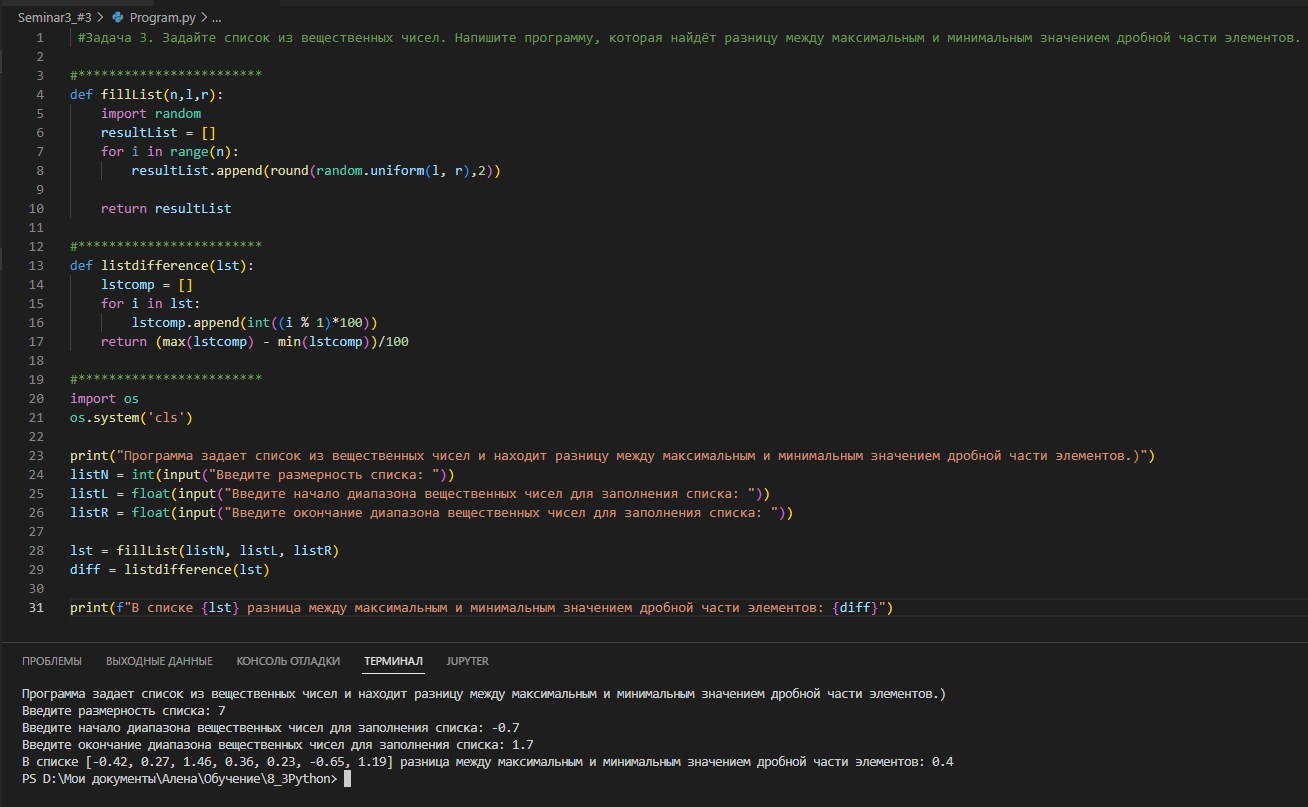 Seminar3_#3 > Program.py > ...
1 #Задача 3. Задайте список из вещественных чисел. Напишите программу, которая найдёт разницу между максимальным и минимальным значением дробной части элементов.
2
3 #************************
4 def fillList(n,l,r):
5     import random
6     resultList = []
7     for i in range(n):
8         resultList.append(round(random.uniform(l, r),2))
9
10     return resultList
11
12 #************************
13 def listdifference(lst):
14     lstcomp = []
15     for i in lst:
16         lstcomp.append(int((i % 1)*100))
17     return (max(lstcomp) - min(lstcomp))/100
18
19 #************************
20 import os
21 os.system('cls')
22
23 print("Программа задает список из вещественных чисел и находит разницу между максимальным и минимальным значением дробной части элементов.)")
24 listN = int(input("Введите размерность списка: "))
25 listL = float(input("Введите начало диапазона вещественных чисел для заполнения списка: "))
26 listR = float(input("Введите окончание диапазона вещественных чисел для заполнения списка: "))
27
28 lst = fillList(listN, listL, listR)
29 diff = listdifference(lst)
30
31 print(f"В списке {lst} разница между максимальным и минимальным значением дробной части элементов: {diff}")
ПРОБЛЕМЫ ВЫХОДНЫЕ ДАННЫЕ КОНСОЛЬ ОТЛАДКИ ТЕРМИНАЛ JUPYTER
Программа задает список из вещественных чисел и находит разницу между максимальным и минимальным значением дробной части элементов.)
Введите размерность списка: 7
Введите начало диапазона вещественных чисел для заполнения списка: -0.7
Введите окончание диапазона вещественных чисел для заполнения списка: 1.7
В списке [-0.42, 0.27, 1.46, 0.36, 0.23, -0.65, 1.19] разница между максимальным и минимальным значением дробной части элементов: 0.4
PS D:\Мои документы\Алена\Обучение\8_3Python>